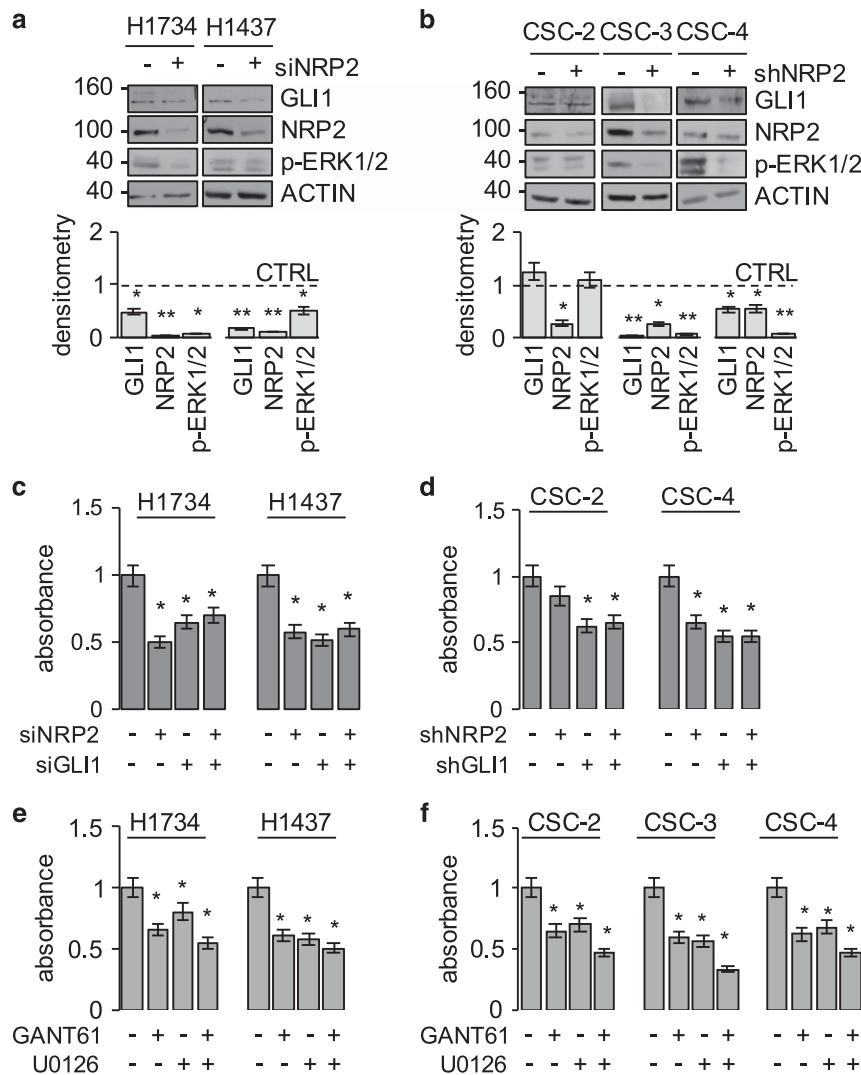 a
H1734 H1437
- + - + siNRP2
160
GLI1
100
NRP2
40
p-ERK1/2
40
ACTIN
densitometry
2
1
0
CTRL
* ** * ** ** *
GLI1 NRP2 p-ERK1/2 GLI1 NRP2 p-ERK1/2
b
CSC-2 CSC-3 CSC-4
- + - + - + shNRP2
160
GLI1
100
NRP2
40
p-ERK1/2
40
ACTIN
densitometry
2
1
0
CTRL
* ** * ** * * **
GLI1 NRP2 p-ERK1/2 GLI1 NRP2 p-ERK1/2 GLI1 NRP2 p-ERK1/2
c
H1734 H1437
absorbance
1.5
1
0.5
0
* * * * * *
siNRP2 - + - + - + - +
siGLI1 - - + + - - + +
d
CSC-2 CSC-4
absorbance
1.5
1
0.5
0
* * * * *
shNRP2 - + - + - + - +
shGLI1 - - + + - - + +
e
H1734 H1437
absorbance
1.5
1
0.5
0
* * * * * *
GANT61 - + - + - + - +
U0126 - - + + - - + +
f
CSC-2 CSC-3 CSC-4
absorbance
1.5
1
0.5
0
* * * * * * * * *
GANT61 - + - + - + - + - + - +
U0126 - - + + - - + + - - + +